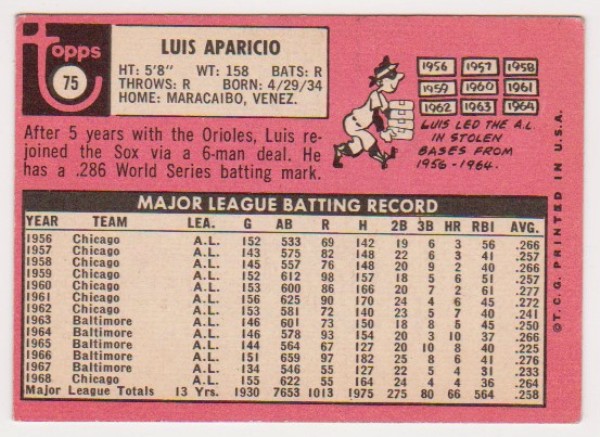 topps
75
LUIS APARICIO
HT: 5'8" WT: 158 BATS: R
THROWS: R BORN: 4/29/34
HOME: MARACAIBO, VENEZ.
After 5 years with the Orioles, Luis re-
joined the Sox via a 6-man deal. He
has a .286 World Series batting mark.
1956 1957 1958
1959 1960 1961
1962 1963 1964
LUIS LED THE A.L.
IN STOLEN
BASES FROM
1956-1964.
MAJOR LEAGUE BATTING RECORD
YEAR TEAM LEA. G AB R H 2B 3B HR RBI AVG.
1956 Chicago A.L. 152 533 69 142 19 6 3 56 .266
1957 Chicago A.L. 143 575 82 148 22 6 3 41 .257
1958 Chicago A.L. 145 557 76 148 20 9 2 40 .266
1959 Chicago A.L. 152 612 98 157 18 5 6 51 .257
1960 Chicago A.L. 153 600 86 166 20 7 2 61 .277
1961 Chicago A.L. 156 625 90 170 24 4 6 45 .272
1962 Chicago A.L. 153 581 72 140 23 5 7 40 .241
1963 Baltimore A.L. 146 601 73 150 18 8 5 45 .250
1964 Baltimore A.L. 146 578 93 154 20 3 10 37 .266
1965 Baltimore A.L. 144 564 67 127 20 10 8 40 .225
1966 Baltimore A.L. 151 659 97 182 25 8 6 41 .276
1967 Baltimore A.L. 134 546 55 127 22 5 4 31 .233
1968 Chicago A.L. 155 622 55 164 24 4 4 36 .264
Major League Totals 13 Yrs. 1930 7653 1013 1975 275 80 66 564 .258
©T.C.G. PRINTED IN U.S.A.